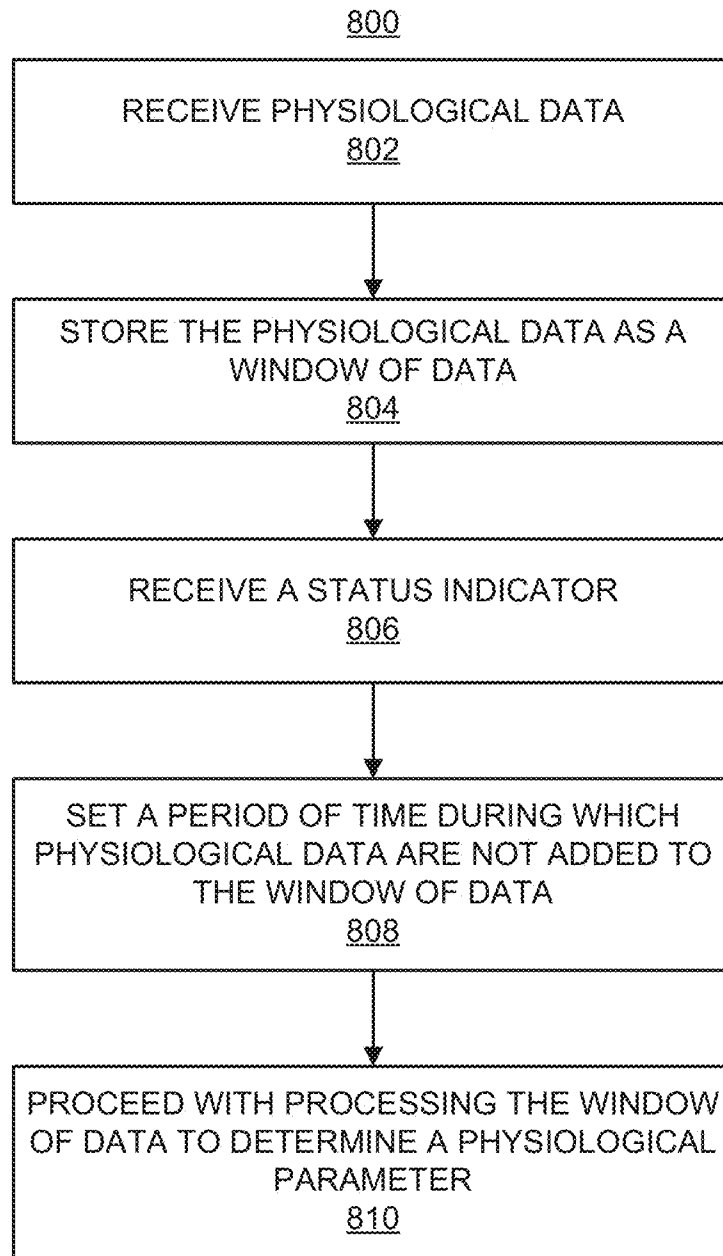 800
RECEIVE PHYSIOLOGICAL DATA
802
STORE THE PHYSIOLOGICAL DATA AS A
WINDOW OF DATA
804
RECEIVE A STATUS INDICATOR
806
SET A PERIOD OF TIME DURING WHICH
PHYSIOLOGICAL DATA ARE NOT ADDED TO
THE WINDOW OF DATA
808
PROCEED WITH PROCESSING THE WINDOW
OF DATA TO DETERMINE A PHYSIOLOGICAL
PARAMETER
810